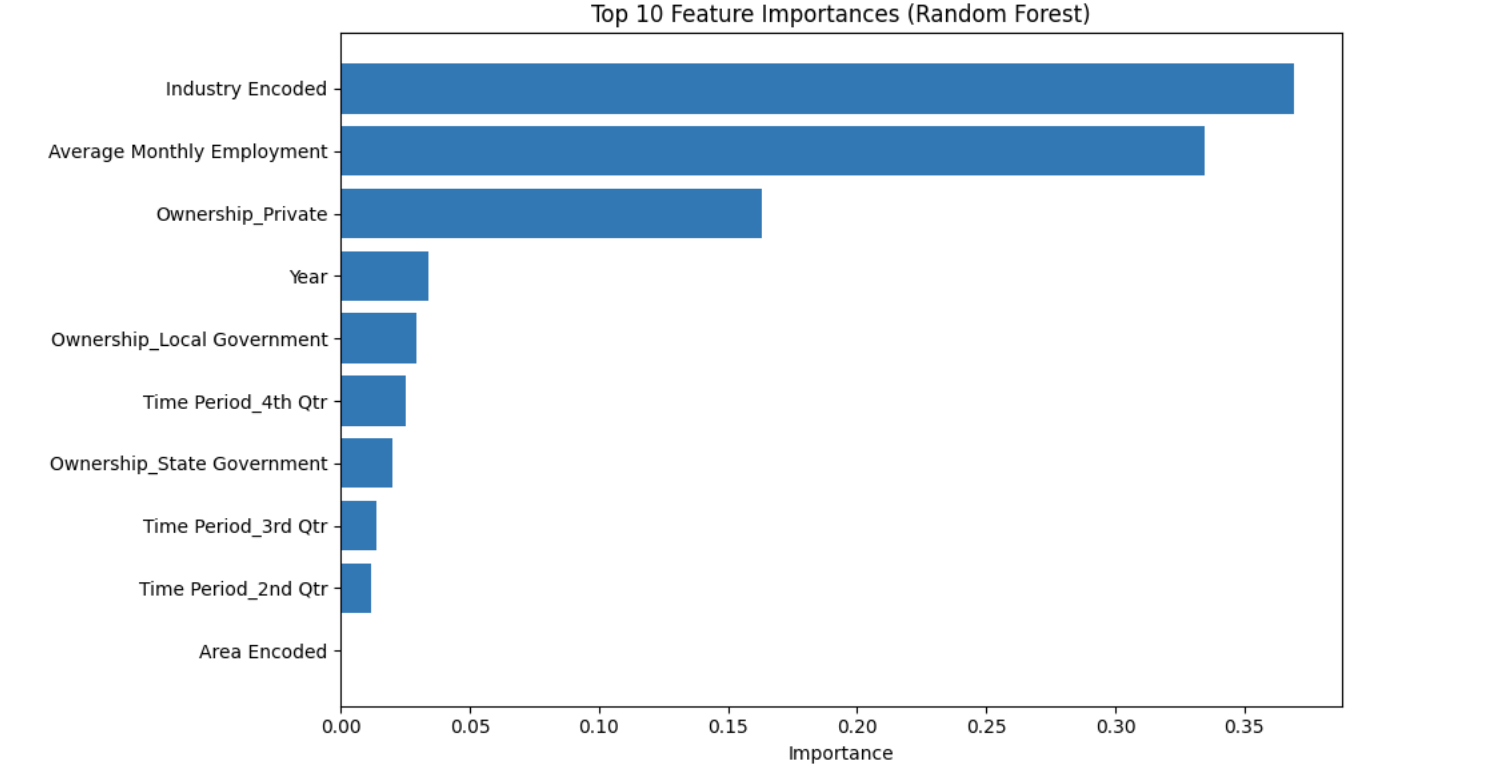 Top 10 Feature Importances (Random Forest)
Industry Encoded
Average Monthly Employment
Ownership_Private
Year
Ownership_Local Government
Time Period_4th Qtr
Ownership_State Government
Time Period_3rd Qtr
Time Period_2nd Qtr
Area Encoded
0.00 0.05 0.10 0.15 0.20 0.25 0.30 0.35
Importance